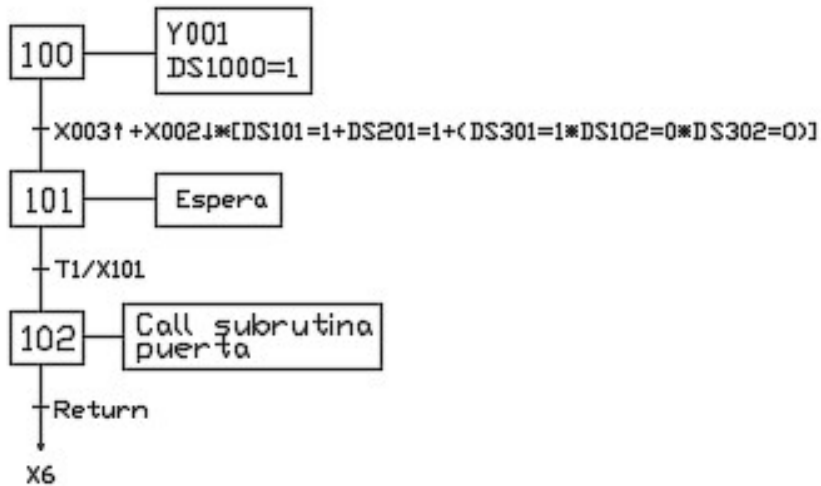 100
Y001
DS1000=1
X003↑+X002↓*[DS101=1+DS201=1+(DS301=1*DS102=0*DS302=0)]
101
Espera
T1/X101
102
Call subrutina
puerta
Return
X6